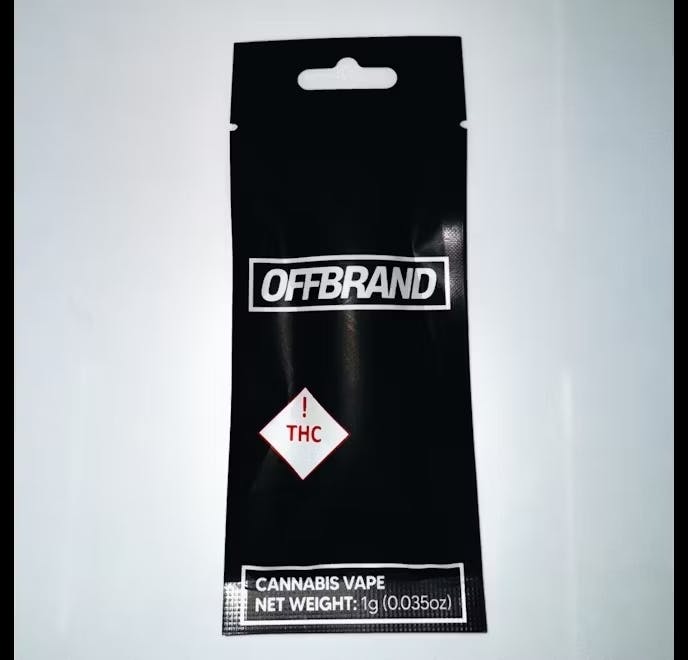 OFFBRAND
!
THC
CANNABIS VAPE
NET WEIGHT: 1g (0.035oz)